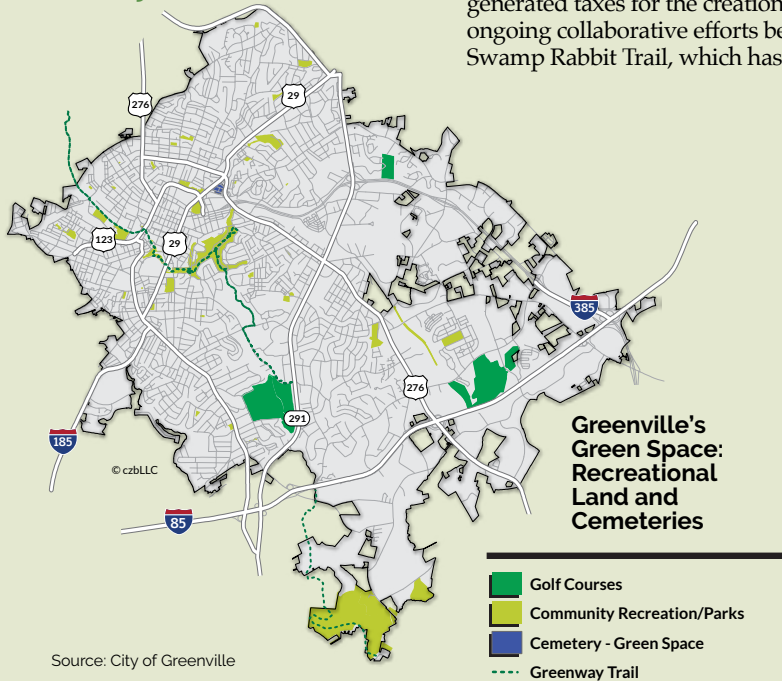 generated taxes for the creation
ongoing collaborative efforts be
Swamp Rabbit Trail, which has
276
29
123
29
385
276
291
185
© czbLLC
85
Greenville's
Green Space:
Recreational
Land and
Cemeteries
Golf Courses
Community Recreation/Parks
Cemetery - Green Space
Greenway Trail
Source: City of Greenville